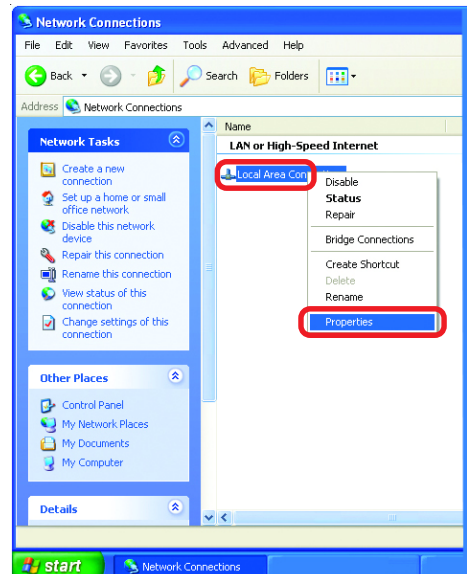 Network Connections
File Edit View Favorites Tools Advanced Help
Back Search Folders
Address Network Connections
Network Tasks
Create a new
connection
Set up a home or small
office network
Disable this network
device
Repair this connection
Rename this connection
View status of this
connection
Change settings of this
connection
Other Places
Control Panel
My Network Places
My Documents
My Computer
Details
Name
LAN or High-Speed Internet
Local Area Con
Disable
Status
Repair
Bridge Connections
Create Shortcut
Delete
Rename
Properties
start Network Connections